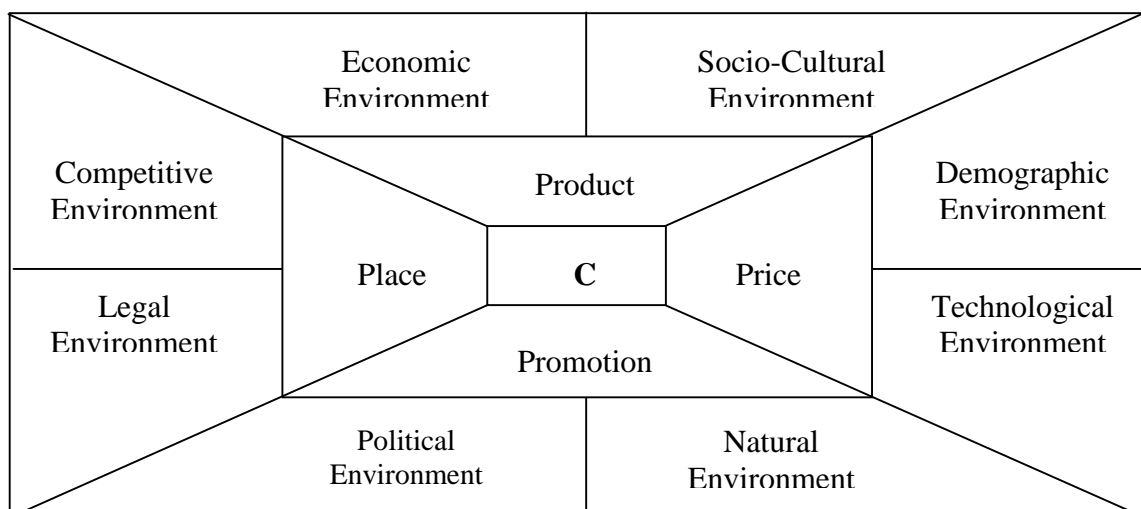 Economic
Environment
Socio-Cultural
Environment
Competitive
Environment
Product
Demographic
Environment
Place
C
Price
Legal
Environment
Technological
Environment
Promotion
Political
Environment
Natural
Environment